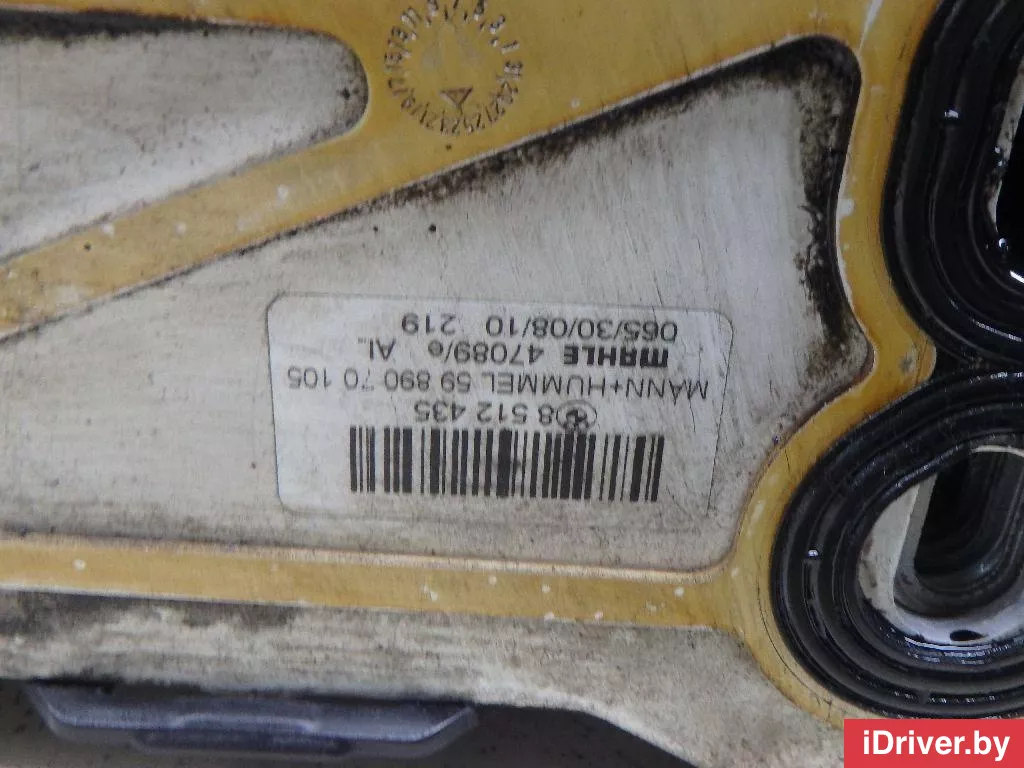 8 512 435
MANN+HUMMEL 59 890 70 105
MAHLE 47089/e AL
065/30/08/10 219
iDriver.by